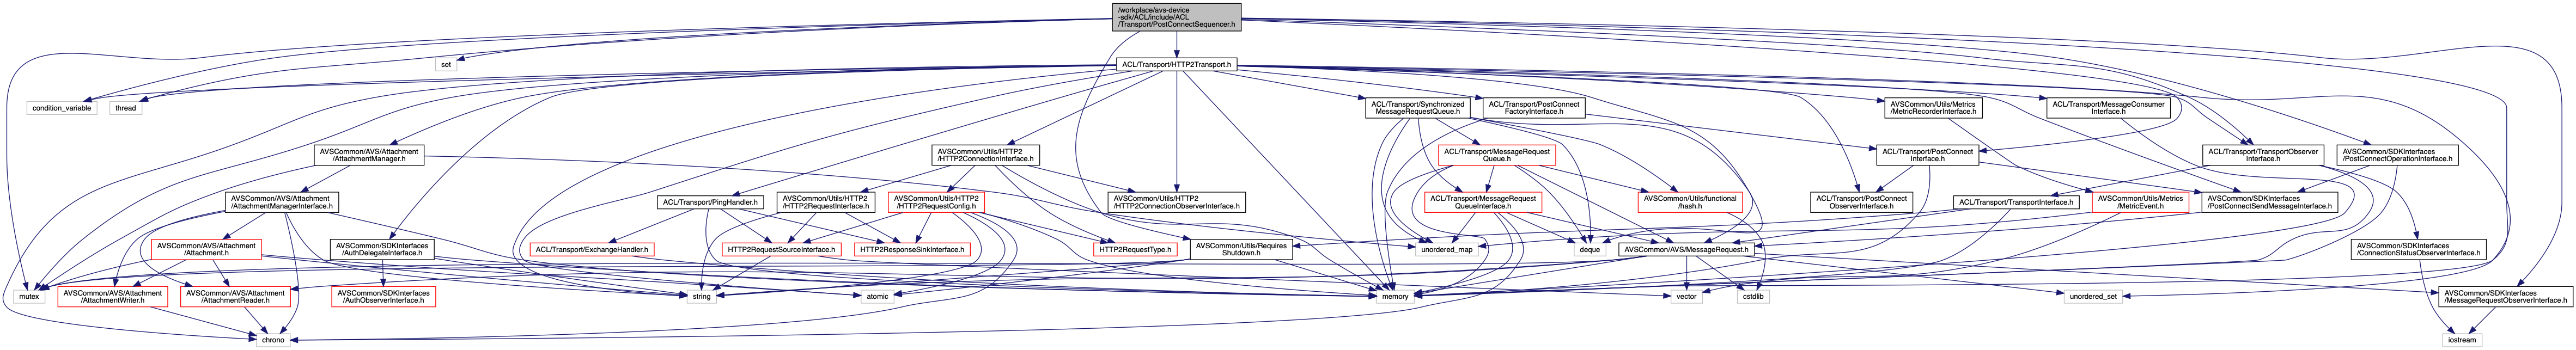 /workplace/avs-device
-sdk/ACL/include/ACL
/Transport/PostConnectSequencer.h
set
ACL/Transport/HTTP2Transport.h
condition_variable
thread
ACL/Transport/Synchronized
MessageRequestQueue.h
ACL/Transport/PostConnect
FactoryInterface.h
AVSCommon/Utils/Metrics
/MetricRecorderInterface.h
ACL/Transport/MessageConsumer
Interface.h
AVSCommon/AVS/Attachment
/AttachmentManager.h
AVSCommon/Utils/HTTP2
/HTTP2ConnectionInterface.h
ACL/Transport/MessageRequest
Queue.h
ACL/Transport/PostConnect
Interface.h
ACL/Transport/TransportObserver
Interface.h
AVSCommon/SDKInterfaces
/PostConnectOperationInterface.h
AVSCommon/AVS/Attachment
/AttachmentManagerInterface.h
ACL/Transport/PingHandler.h
AVSCommon/Utils/HTTP2
/HTTP2RequestInterface.h
AVSCommon/Utils/HTTP2
/HTTP2RequestConfig.h
AVSCommon/Utils/HTTP2
/HTTP2ConnectionObserverInterface.h
ACL/Transport/MessageRequest
QueueInterface.h
AVSCommon/Utils/functional
/hash.h
ACL/Transport/PostConnect
ObserverInterface.h
ACL/Transport/TransportInterface.h
AVSCommon/Utils/Metrics
/MetricEvent.h
AVSCommon/SDKInterfaces
/PostConnectSendMessageInterface.h
AVSCommon/AVS/Attachment
/Attachment.h
AVSCommon/SDKInterfaces
/AuthDelegateInterface.h
ACL/Transport/ExchangeHandler.h
HTTP2RequestSourceInterface.h
HTTP2ResponseSinkInterface.h
HTTP2RequestType.h
AVSCommon/Utils/Requires
Shutdown.h
unordered_map
deque
AVSCommon/AVS/MessageRequest.h
AVSCommon/SDKInterfaces
/ConnectionStatusObserverInterface.h
mutex
AVSCommon/AVS/Attachment
/AttachmentWriter.h
AVSCommon/AVS/Attachment
/AttachmentReader.h
AVSCommon/SDKInterfaces
/AuthObserverInterface.h
string
atomic
memory
vector
cstdlib
unordered_set
AVSCommon/SDKInterfaces
/MessageRequestObserverInterface.h
chrono
iostream